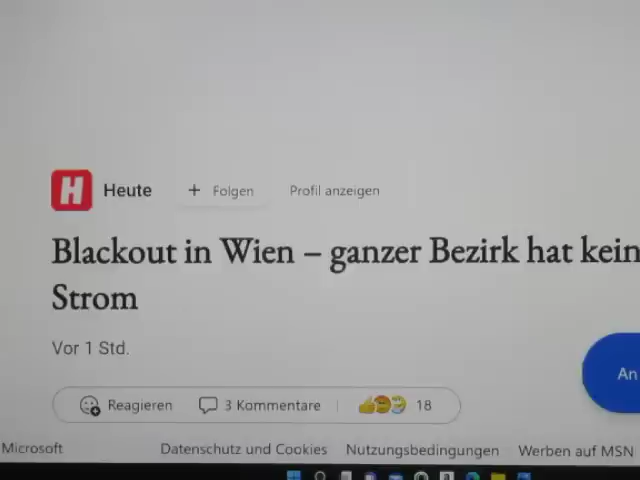 H Heute + Folgen Profil anzeigen
Blackout in Wien – ganzer Bezirk hat kein
Strom
Vor 1 Std.
An
Reagieren 3 Kommentare 18
Microsoft Datenschutz und Cookies Nutzungsbedingungen Werben auf MSN